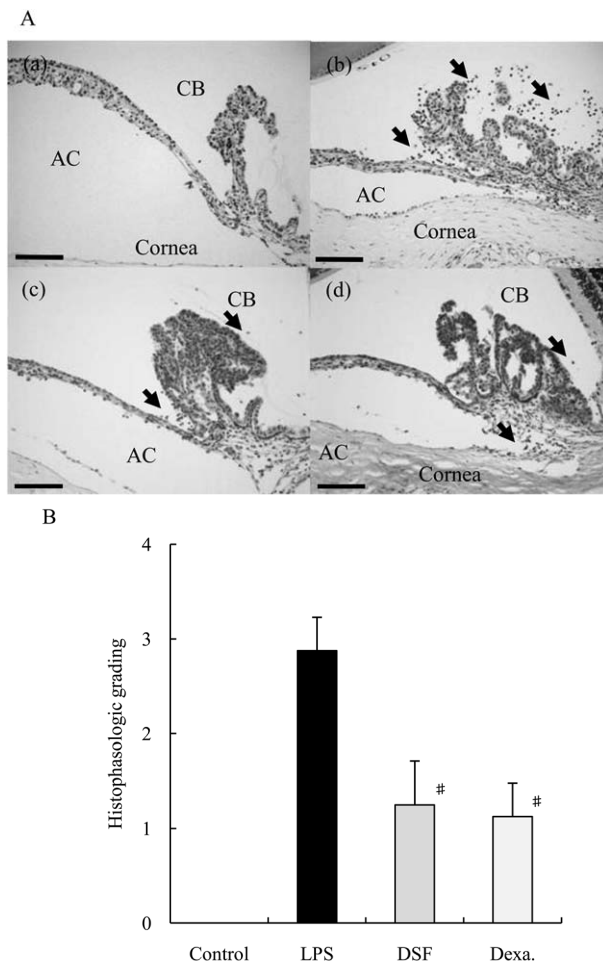 A
(a)
CB
AC
Cornea
(b)
AC
Cornea
(c)
CB
AC
(d)
CB
AC
Cornea
B
Histophasologic grading
4
3
2
1
0
#
#
Control LPS DSF Dexa.